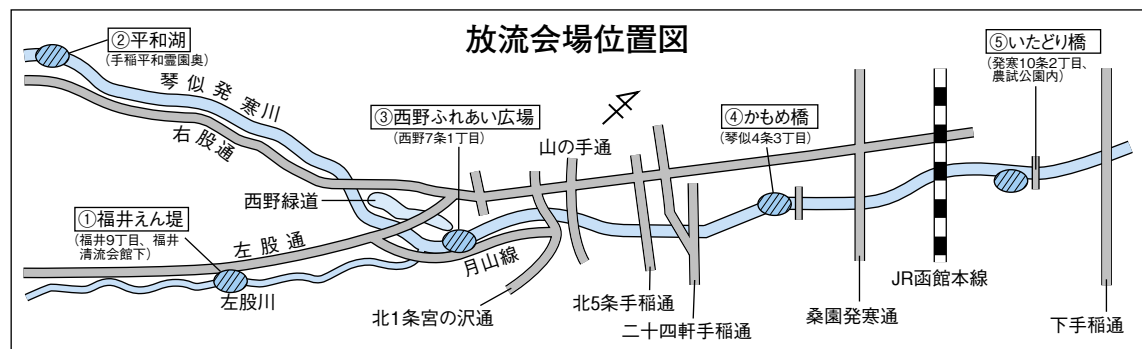 放流会場位置図
②平和湖
(手稲平和霊園奥)
琴似発寒川
右股通
③西野ふれあい広場
(西野7条1丁目)
山の手通
④かもめ橋
(琴似4条3丁目)
⑤いたどり橋
(発寒10条2丁目、
農試公園内)
西野緑道
①福井えん堤
(福井9丁目、福井
清流会館下)
左股通
左股川
月山線
北1条宮の沢通
北5条手稲通
二十四軒手稲通
桑園発寒通
JR函館本線
下手稲通